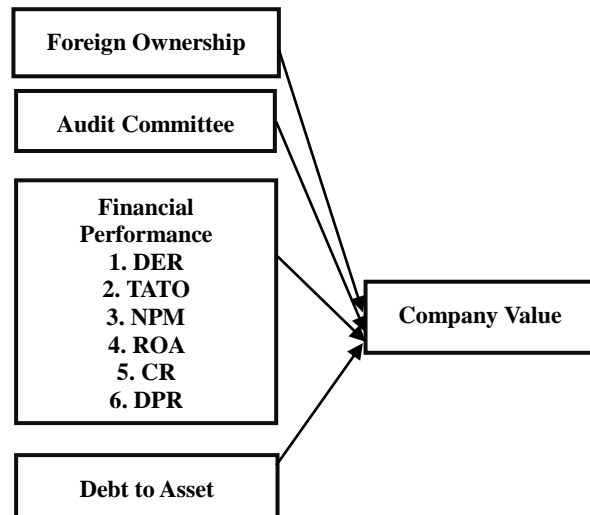 Foreign Ownership
Audit Committee
Financial
Performance
1. DER
2. TATO
3. NPM
4. ROA
5. CR
6. DPR
Company Value
Debt to Asset